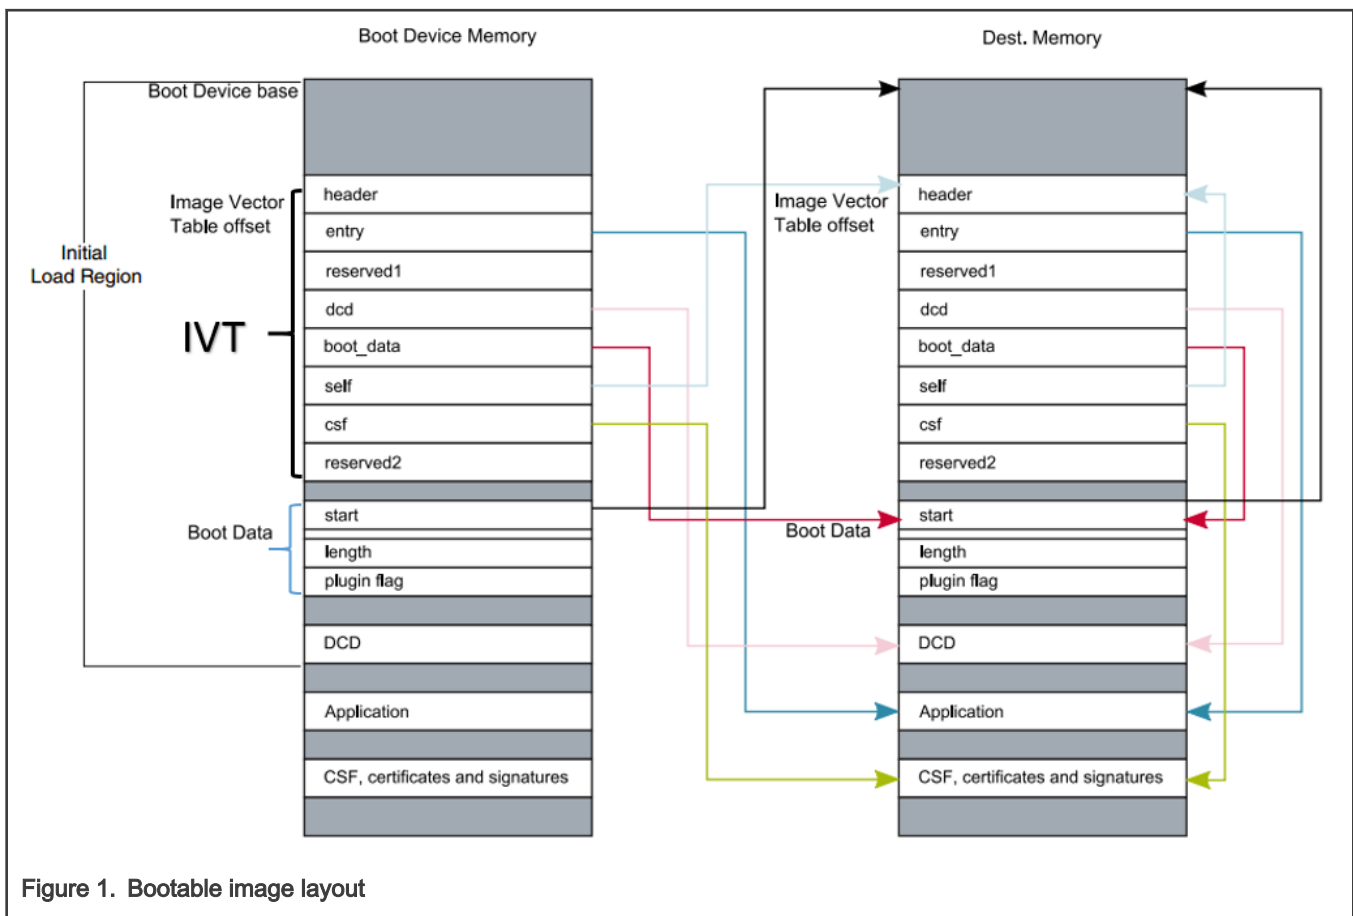 Boot Device Memory
Dest. Memory
Boot Device base
Image Vector
Table offset
Initial
Load Region
IVT
header
entry
reserved1
dcd
boot_data
self
csf
reserved2
Boot Data
start
length
plugin flag
DCD
Application
CSF, certificates and signatures
Image Vector
Table offset
header
entry
reserved1
dcd
boot_data
self
csf
reserved2
Boot Data
start
length
plugin flag
DCD
Application
CSF, certificates and signatures
Figure 1. Bootable image layout